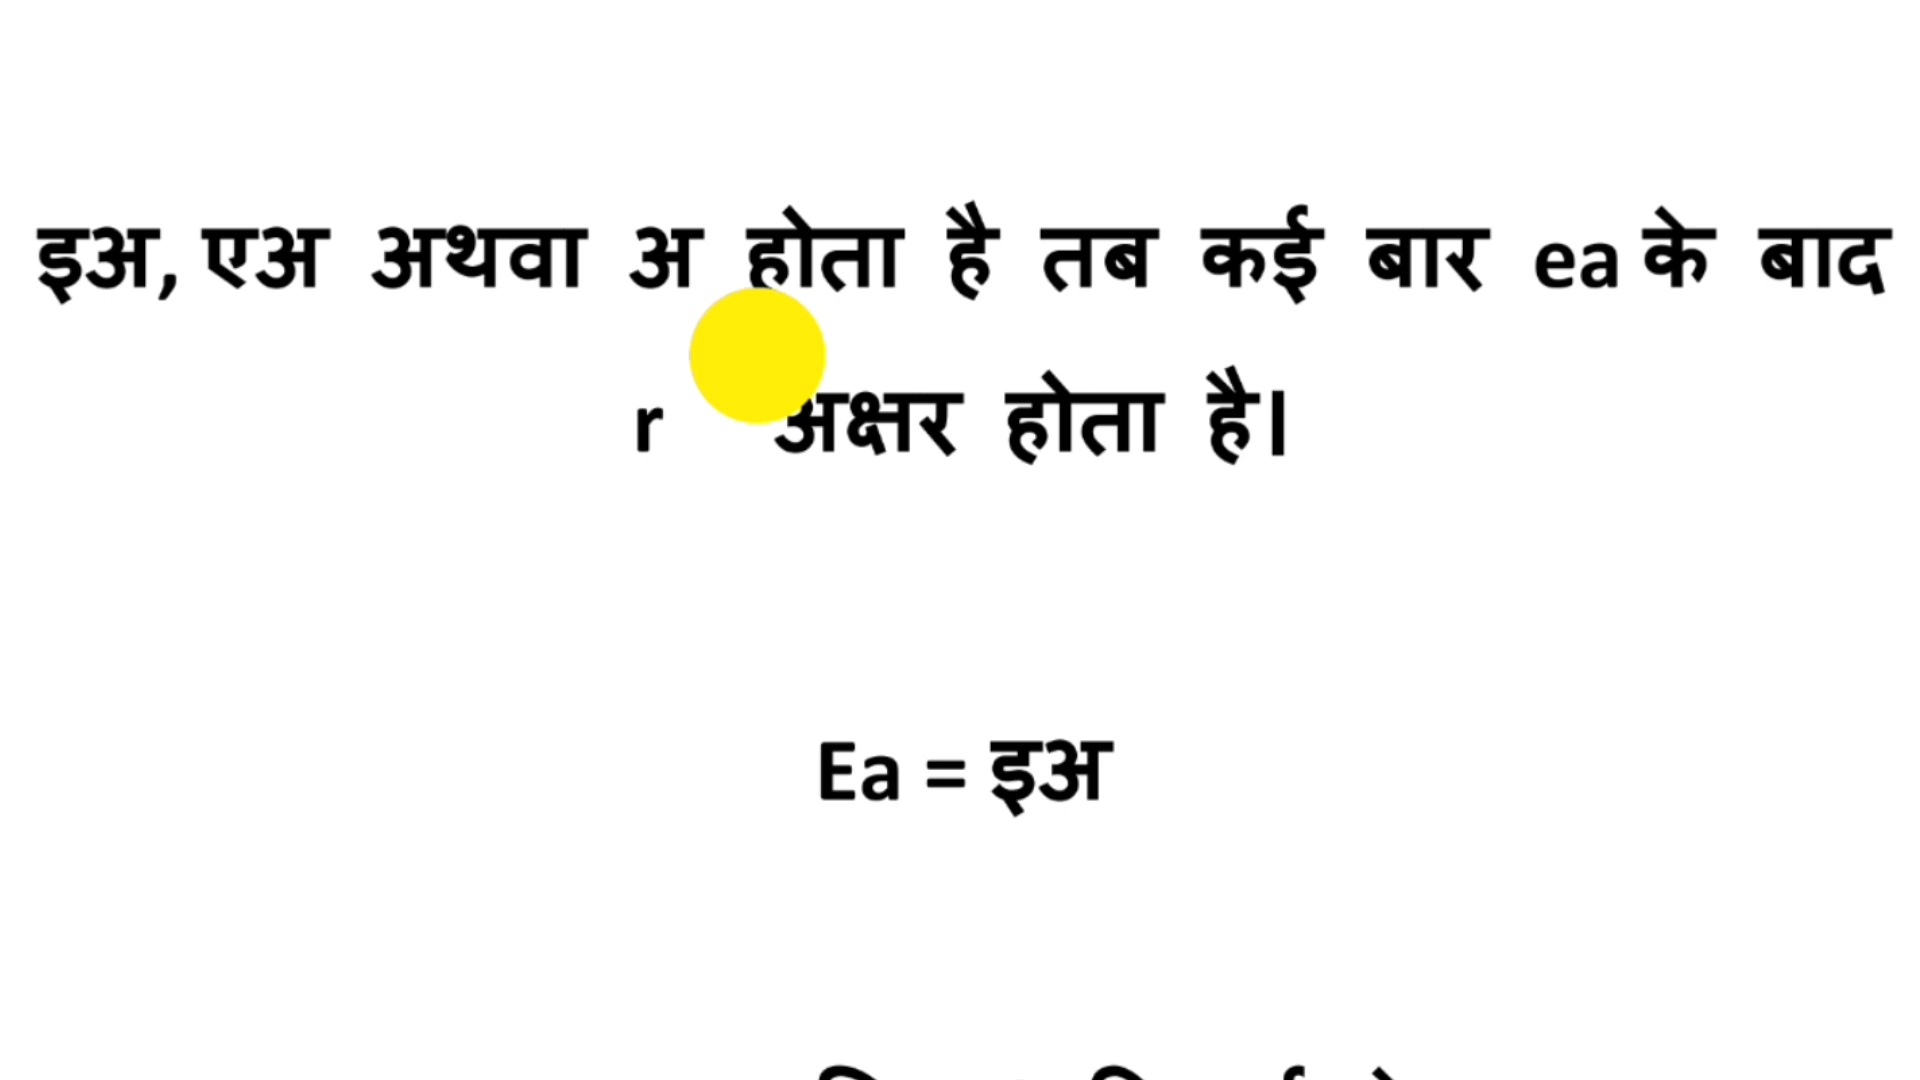 इअ, एअ अथवा अ होता है तब कई बार ea के बाद
r अक्षर होता है।
Ea = इअ